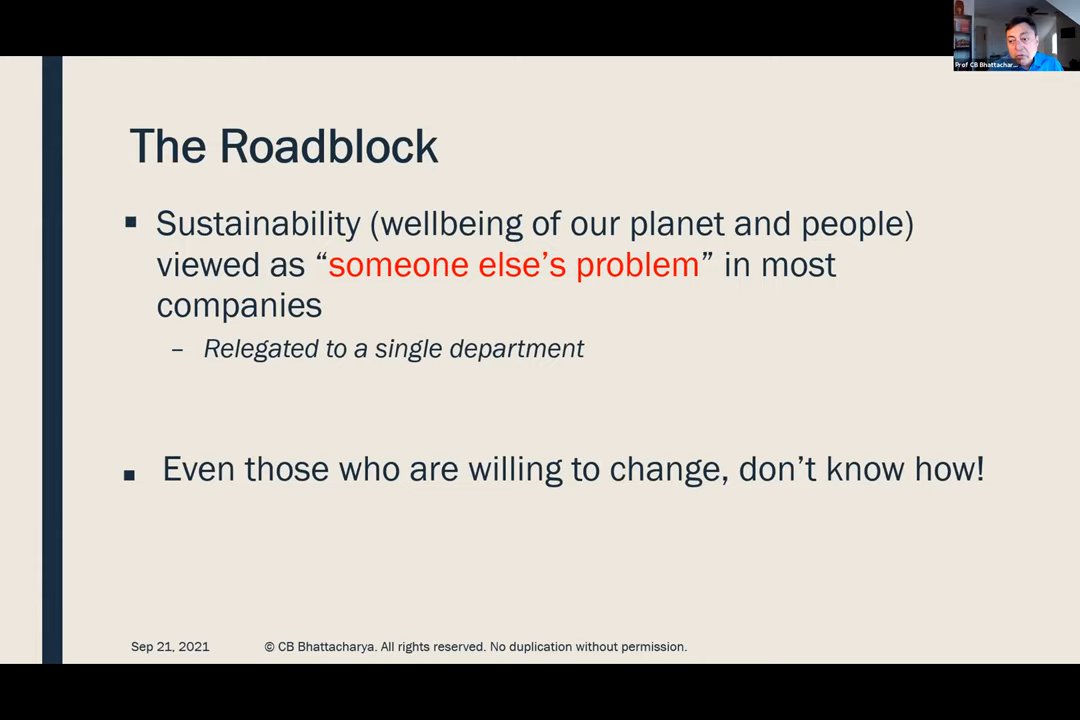 Prof CB Bhattachar...
The Roadblock
▪ Sustainability (wellbeing of our planet and people)
viewed as “someone else’s problem” in most
companies
– Relegated to a single department
▪ Even those who are willing to change, don’t know how!
Sep 21, 2021 © CB Bhattacharya. All rights reserved. No duplication without permission.